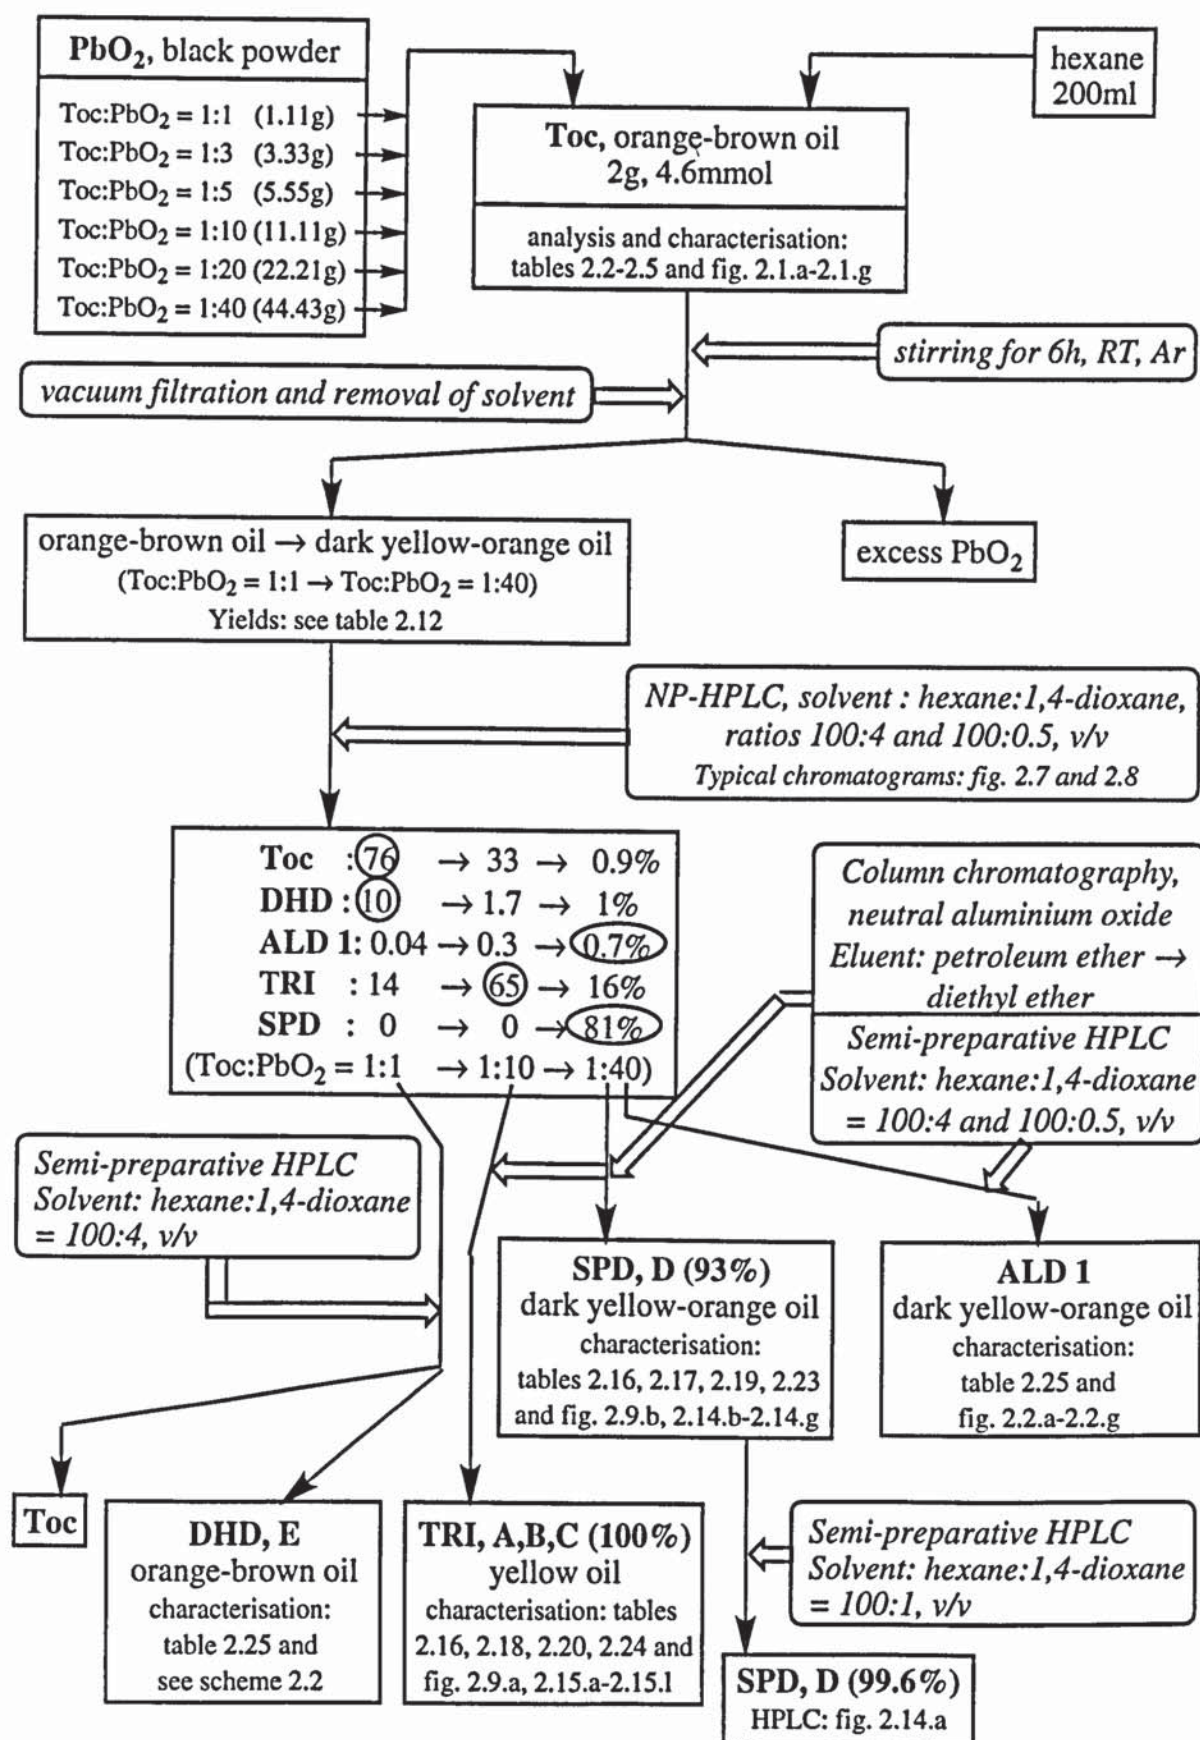 PbO2, black powder
Toc:PbO2 = 1:1 (1.11g)
Toc:PbO2 = 1:3 (3.33g)
Toc:PbO2 = 1:5 (5.55g)
Toc:PbO2 = 1:10 (11.11g)
Toc:PbO2 = 1:20 (22.21g)
Toc:PbO2 = 1:40 (44.43g)
hexane
200ml
Toc, orange-brown oil
2g, 4.6mmol
analysis and characterisation:
tables 2.2-2.5 and fig. 2.1.a-2.1.g
stirring for 6h, RT, Ar
vacuum filtration and removal of solvent
orange-brown oil → dark yellow-orange oil
(Toc:PbO2 = 1:1 → Toc:PbO2 = 1:40)
Yields: see table 2.12
excess PbO2
NP-HPLC, solvent : hexane:1,4-dioxane,
ratios 100:4 and 100:0.5, v/v
Typical chromatograms: fig. 2.7 and 2.8
Toc : 76 → 33 → 0.9%
DHD : 10 → 1.7 → 1%
ALD 1: 0.04 → 0.3 → 0.7%
TRI : 14 → 65 → 16%
SPD : 0 → 0 → 81%
(Toc:PbO2 = 1:1 → 1:10 → 1:40)
Column chromatography,
neutral aluminium oxide
Eluent: petroleum ether →
diethyl ether
Semi-preparative HPLC
Solvent: hexane:1,4-dioxane
= 100:4 and 100:0.5, v/v
Semi-preparative HPLC
Solvent: hexane:1,4-dioxane
= 100:4, v/v
SPD, D (93%)
dark yellow-orange oil
characterisation:
tables 2.16, 2.17, 2.19, 2.23
and fig. 2.9.b, 2.14.b-2.14.g
ALD 1
dark yellow-orange oil
characterisation:
table 2.25 and
fig. 2.2.a-2.2.g
Toc
DHD, E
orange-brown oil
characterisation:
table 2.25 and
see scheme 2.2
TRI, A,B,C (100%)
yellow oil
characterisation: tables
2.16, 2.18, 2.20, 2.24 and
fig. 2.9.a, 2.15.a-2.15.l
Semi-preparative HPLC
Solvent: hexane:1,4-dioxane
= 100:1, v/v
SPD, D (99.6%)
HPLC: fig. 2.14.a